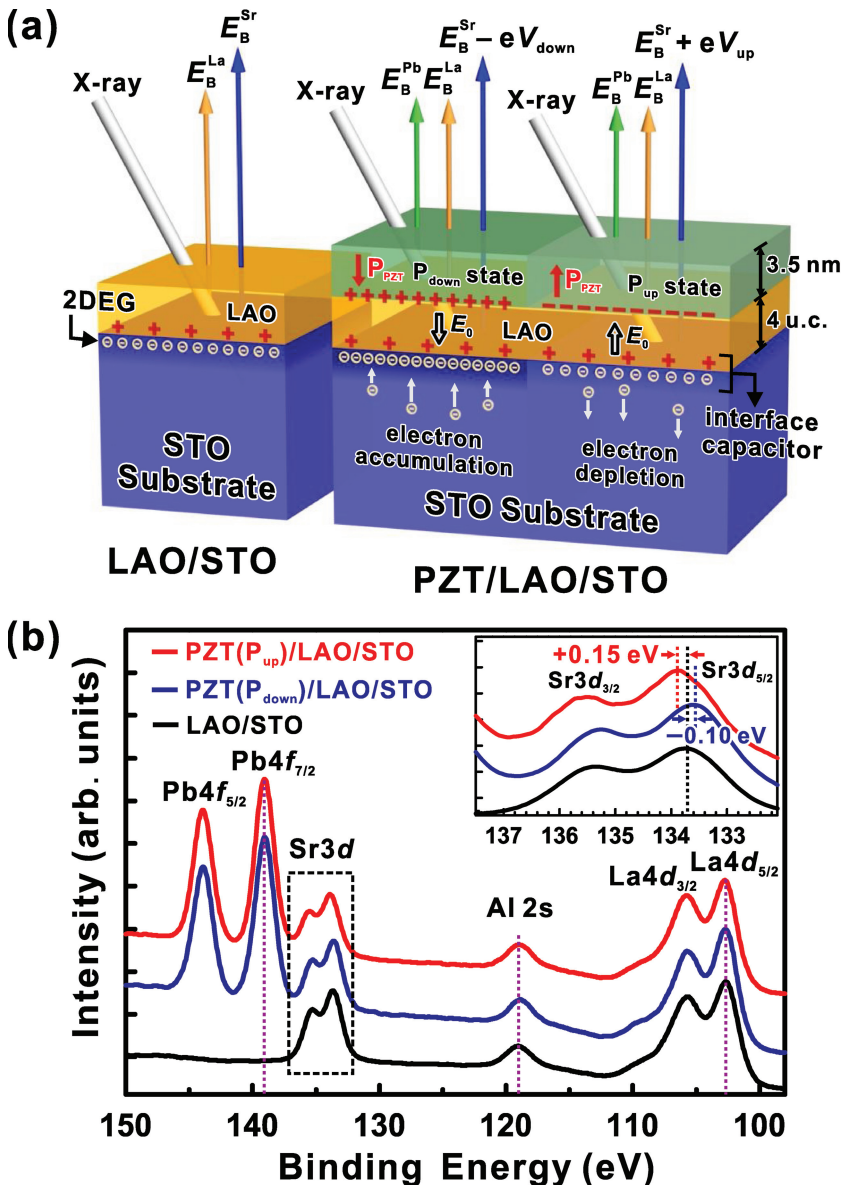 (a)
E_B^La
E_B^Sr
X-ray
2DEG
LAO
STO
Substrate
LAO/STO
X-ray
E_B^Pb
E_B^La
E_B^Sr − eV_down
X-ray
E_B^Pb
E_B^La
E_B^Sr + eV_up
P_PZT
P_down state
P_PZT
P_up state
3.5 nm
E_0
LAO
E_0
4 u.c.
electron
accumulation
electron
depletion
interface
capacitor
STO Substrate
PZT/LAO/STO
(b)
PZT(P_up)/LAO/STO
PZT(P_down)/LAO/STO
LAO/STO
+0.15 eV
Sr3d_3/2
Sr3d_5/2
−0.10 eV
137 136 135 134 133
Pb4f_5/2
Pb4f_7/2
Sr3d
Al 2s
La4d_3/2
La4d_5/2
Intensity (arb. units)
150 140 130 120 110 100
Binding Energy (eV)